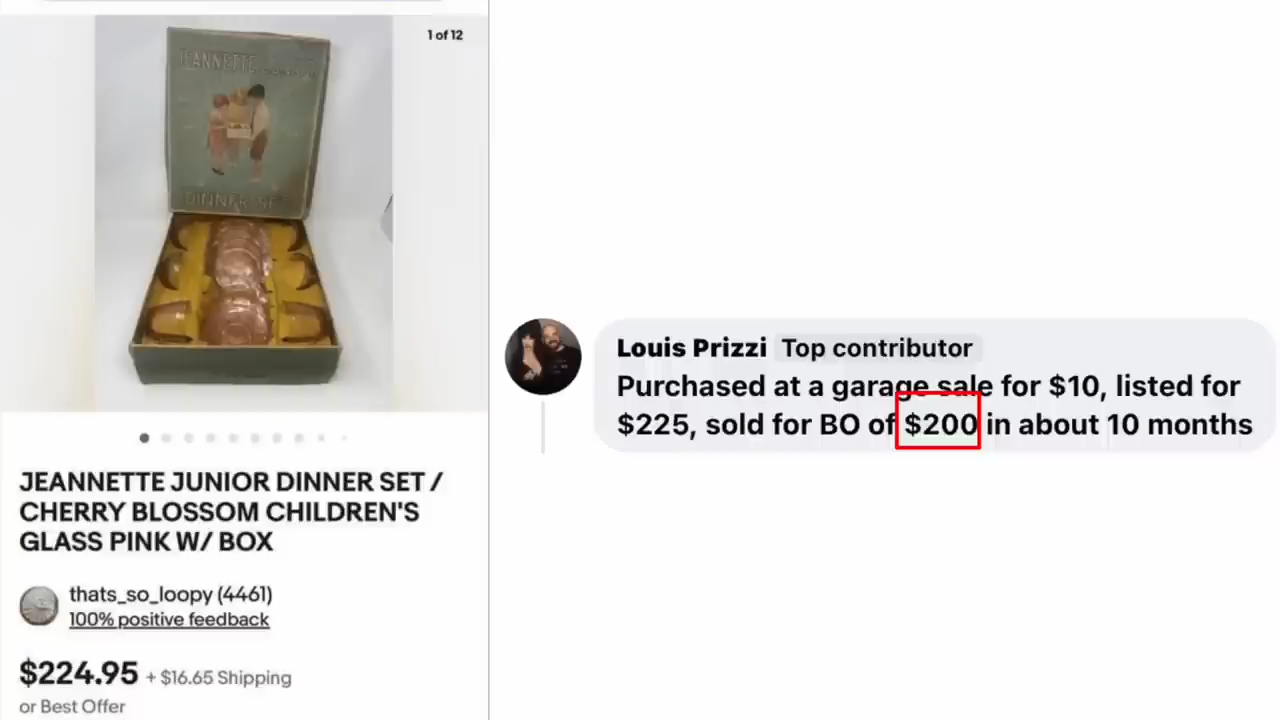 1 of 12
JEANNETTE JUNIOR
DINNER SET
JEANNETTE JUNIOR DINNER SET /
CHERRY BLOSSOM CHILDREN'S
GLASS PINK W/ BOX
thats_so_loopy (4461)
100% positive feedback
$224.95 + $16.65 Shipping
or Best Offer
Louis Prizzi Top contributor
Purchased at a garage sale for $10, listed for
$225, sold for BO of $200 in about 10 months